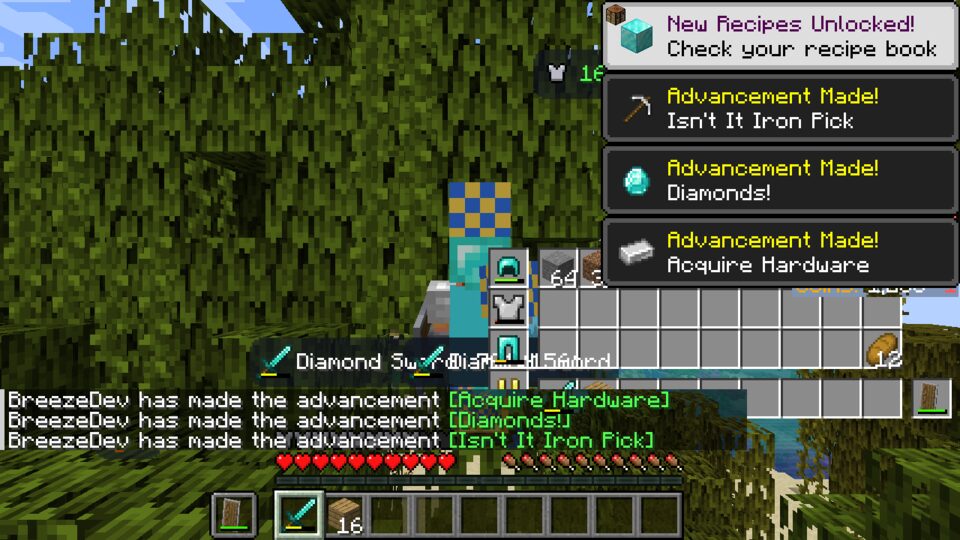 New Recipes Unlocked!
Check your recipe book
16
Advancement Made!
Isn't It Iron Pick
Advancement Made!
Diamonds!
Advancement Made!
Acquire Hardware
64
12
Diamond Sword
BreezeDev has made the advancement [Acquire Hardware]
BreezeDev has made the advancement [Diamonds!]
BreezeDev has made the advancement [Isn't It Iron Pick]
16